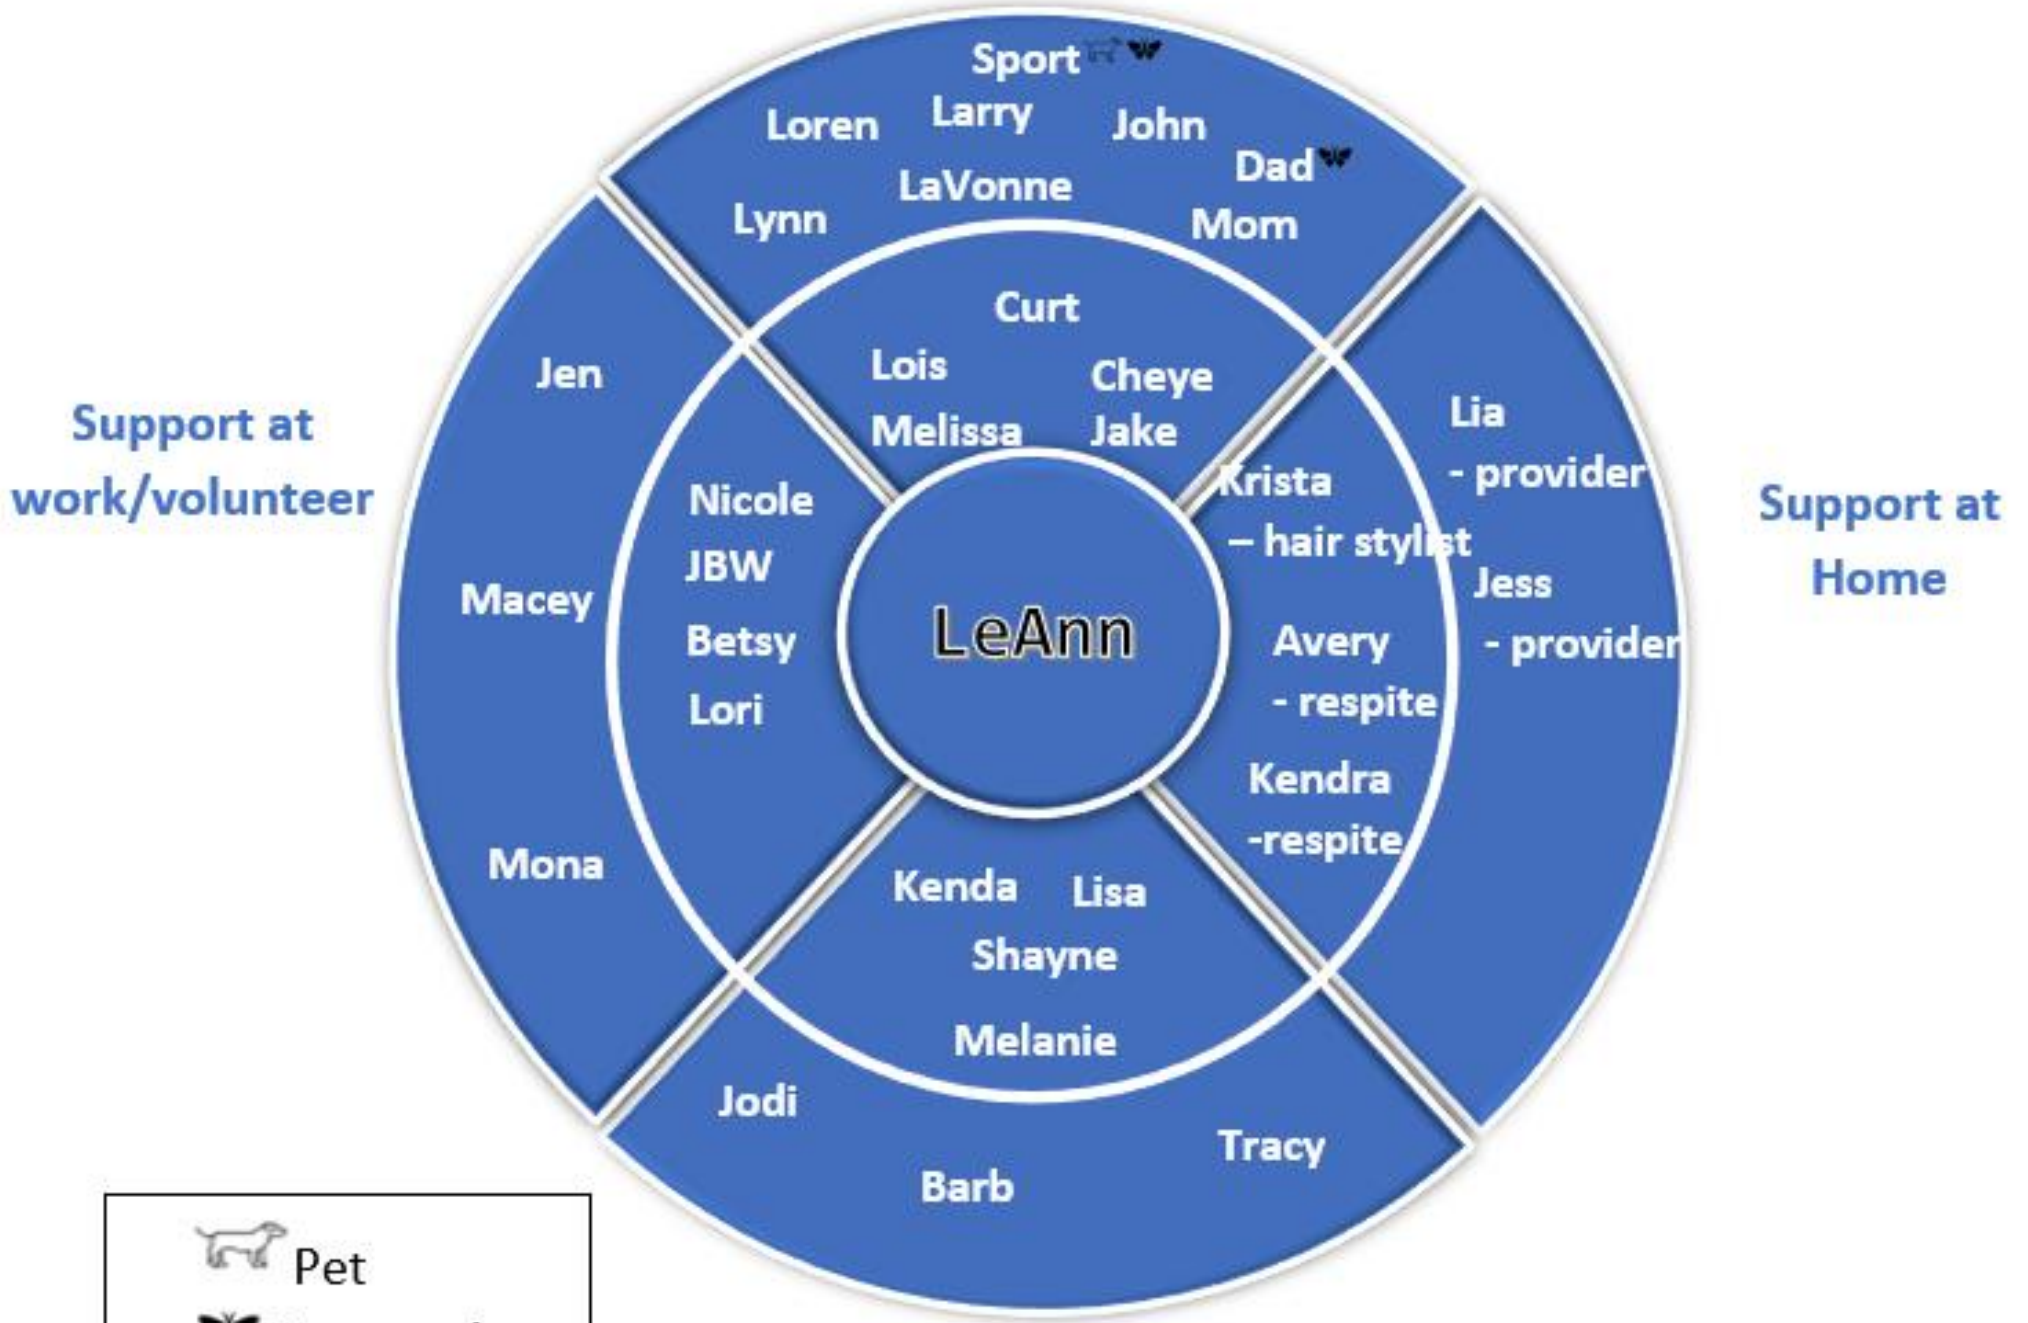 Sport
Larry
Loren
John
Dad
LaVonne
Lynn
Mom
Curt
Lois
Cheye
Melissa
Jake
Support at
work/volunteer
Jen
Macey
Mona
Nicole
JBW
Betsy
Lori
LeAnn
Krista
– hair stylist
Avery
- respite
Kendra
-respite
Lia
- provider
Jess
- provider
Support at
Home
Kenda
Lisa
Shayne
Melanie
Jodi
Barb
Tracy
Pet